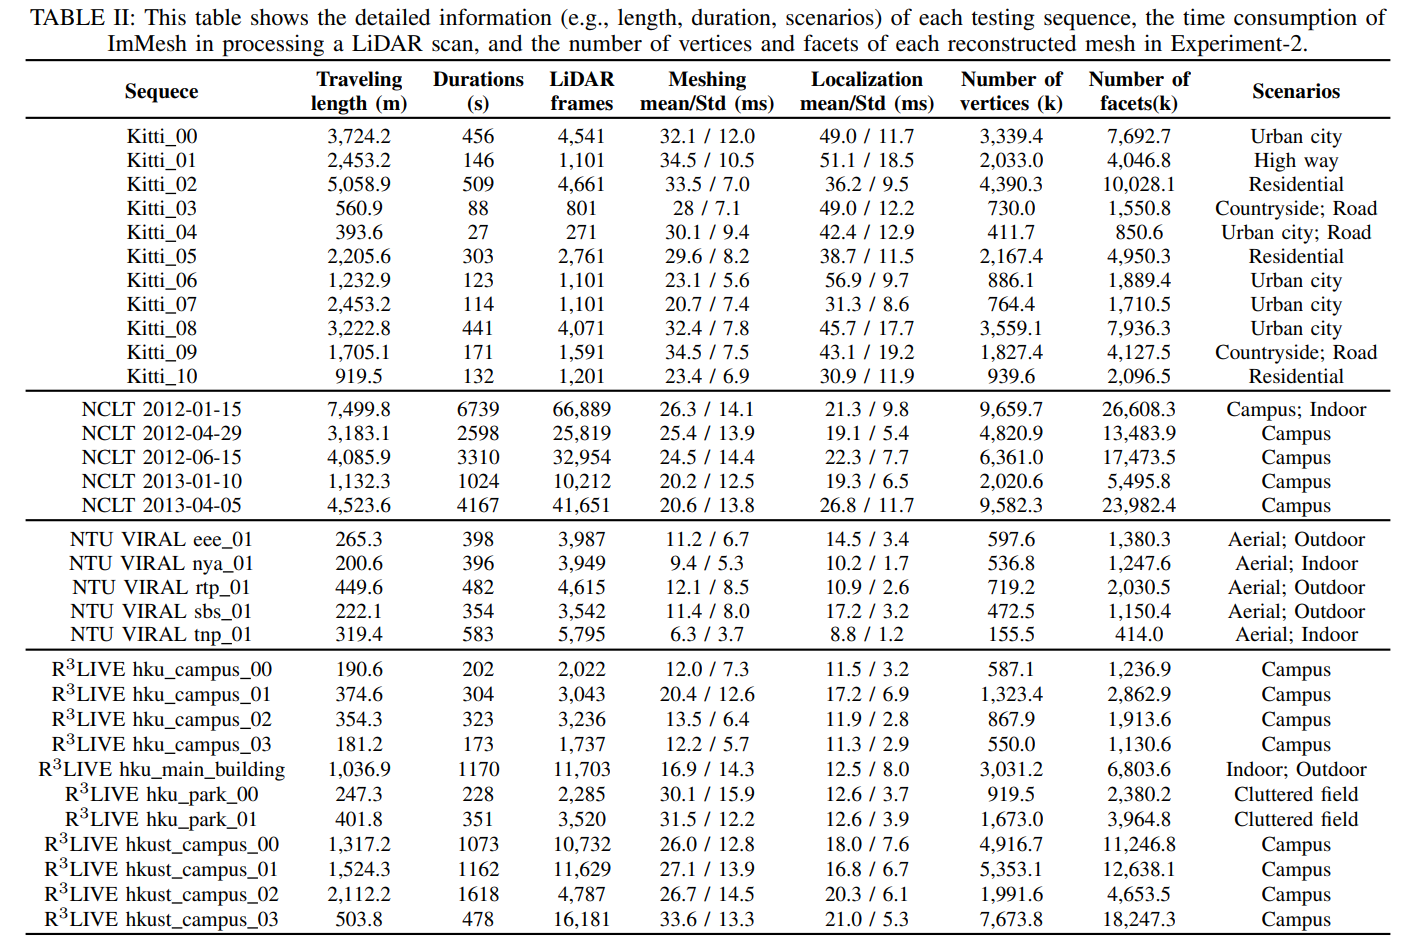 TABLE II: This table shows the detailed information (e.g., length, duration, scenarios) of each testing sequence, the time consumption of
ImMesh in processing a LiDAR scan, and the number of vertices and facets of each reconstructed mesh in Experiment-2.
Sequece Traveling length (m) Durations (s) LiDAR frames Meshing mean/Std (ms) Localization mean/Std (ms) Number of vertices (k) Number of facets(k) Scenarios
Kitti_00 3,724.2 456 4,541 32.1 / 12.0 49.0 / 11.7 3,339.4 7,692.7 Urban city
Kitti_01 2,453.2 146 1,101 34.5 / 10.5 51.1 / 18.5 2,033.0 4,046.8 High way
Kitti_02 5,058.9 509 4,661 33.5 / 7.0 36.2 / 9.5 4,390.3 10,028.1 Residential
Kitti_03 560.9 88 801 28 / 7.1 49.0 / 12.2 730.0 1,550.8 Countryside; Road
Kitti_04 393.6 27 271 30.1 / 9.4 42.4 / 12.9 411.7 850.6 Urban city; Road
Kitti_05 2,205.6 303 2,761 29.6 / 8.2 38.7 / 11.5 2,167.4 4,950.3 Residential
Kitti_06 1,232.9 123 1,101 23.1 / 5.6 56.9 / 9.7 886.1 1,889.4 Urban city
Kitti_07 2,453.2 114 1,101 20.7 / 7.4 31.3 / 8.6 764.4 1,710.5 Urban city
Kitti_08 3,222.8 441 4,071 32.4 / 7.8 45.7 / 17.7 3,559.1 7,936.3 Urban city
Kitti_09 1,705.1 171 1,591 34.5 / 7.5 43.1 / 19.2 1,827.4 4,127.5 Countryside; Road
Kitti_10 919.5 132 1,201 23.4 / 6.9 30.9 / 11.9 939.6 2,096.5 Residential
NCLT 2012-01-15 7,499.8 6739 66,889 26.3 / 14.1 21.3 / 9.8 9,659.7 26,608.3 Campus; Indoor
NCLT 2012-04-29 3,183.1 2598 25,819 25.4 / 13.9 19.1 / 5.4 4,820.9 13,483.9 Campus
NCLT 2012-06-15 4,085.9 3310 32,954 24.5 / 14.4 22.3 / 7.7 6,361.0 17,473.5 Campus
NCLT 2013-01-10 1,132.3 1024 10,212 20.2 / 12.5 19.3 / 6.5 2,020.6 5,495.8 Campus
NCLT 2013-04-05 4,523.6 4167 41,651 20.6 / 13.8 26.8 / 11.7 9,582.3 23,982.4 Campus
NTU VIRAL eee_01 265.3 398 3,987 11.2 / 6.7 14.5 / 3.4 597.6 1,380.3 Aerial; Outdoor
NTU VIRAL nya_01 200.6 396 3,949 9.4 / 5.3 10.2 / 1.7 536.8 1,247.6 Aerial; Indoor
NTU VIRAL rtp_01 449.6 482 4,615 12.1 / 8.5 10.9 / 2.6 719.2 2,030.5 Aerial; Outdoor
NTU VIRAL sbs_01 222.1 354 3,542 11.4 / 8.0 17.2 / 3.2 472.5 1,150.4 Aerial; Outdoor
NTU VIRAL tnp_01 319.4 583 5,795 6.3 / 3.7 8.8 / 1.2 155.5 414.0 Aerial; Indoor
R³LIVE hku_campus_00 190.6 202 2,022 12.0 / 7.3 11.5 / 3.2 587.1 1,236.9 Campus
R³LIVE hku_campus_01 374.6 304 3,043 20.4 / 12.6 17.2 / 6.9 1,323.4 2,862.9 Campus
R³LIVE hku_campus_02 354.3 323 3,236 13.5 / 6.4 11.9 / 2.8 867.9 1,913.6 Campus
R³LIVE hku_campus_03 181.2 173 1,737 12.2 / 5.7 11.3 / 2.9 550.0 1,130.6 Campus
R³LIVE hku_main_building 1,036.9 1170 11,703 16.9 / 14.3 12.5 / 8.0 3,031.2 6,803.6 Indoor; Outdoor
R³LIVE hku_park_00 247.3 228 2,285 30.1 / 15.9 12.6 / 3.7 919.5 2,380.2 Cluttered field
R³LIVE hku_park_01 401.8 351 3,520 31.5 / 12.2 12.6 / 3.9 1,673.0 3,964.8 Cluttered field
R³LIVE hkust_campus_00 1,317.2 1073 10,732 26.0 / 12.8 18.0 / 7.6 4,916.7 11,246.8 Campus
R³LIVE hkust_campus_01 1,524.3 1162 11,629 27.1 / 13.9 16.8 / 6.7 5,353.1 12,638.1 Campus
R³LIVE hkust_campus_02 2,112.2 1618 4,787 26.7 / 14.5 20.3 / 6.1 1,991.6 4,653.5 Campus
R³LIVE hkust_campus_03 503.8 478 16,181 33.6 / 13.3 21.0 / 5.3 7,673.8 18,247.3 Campus